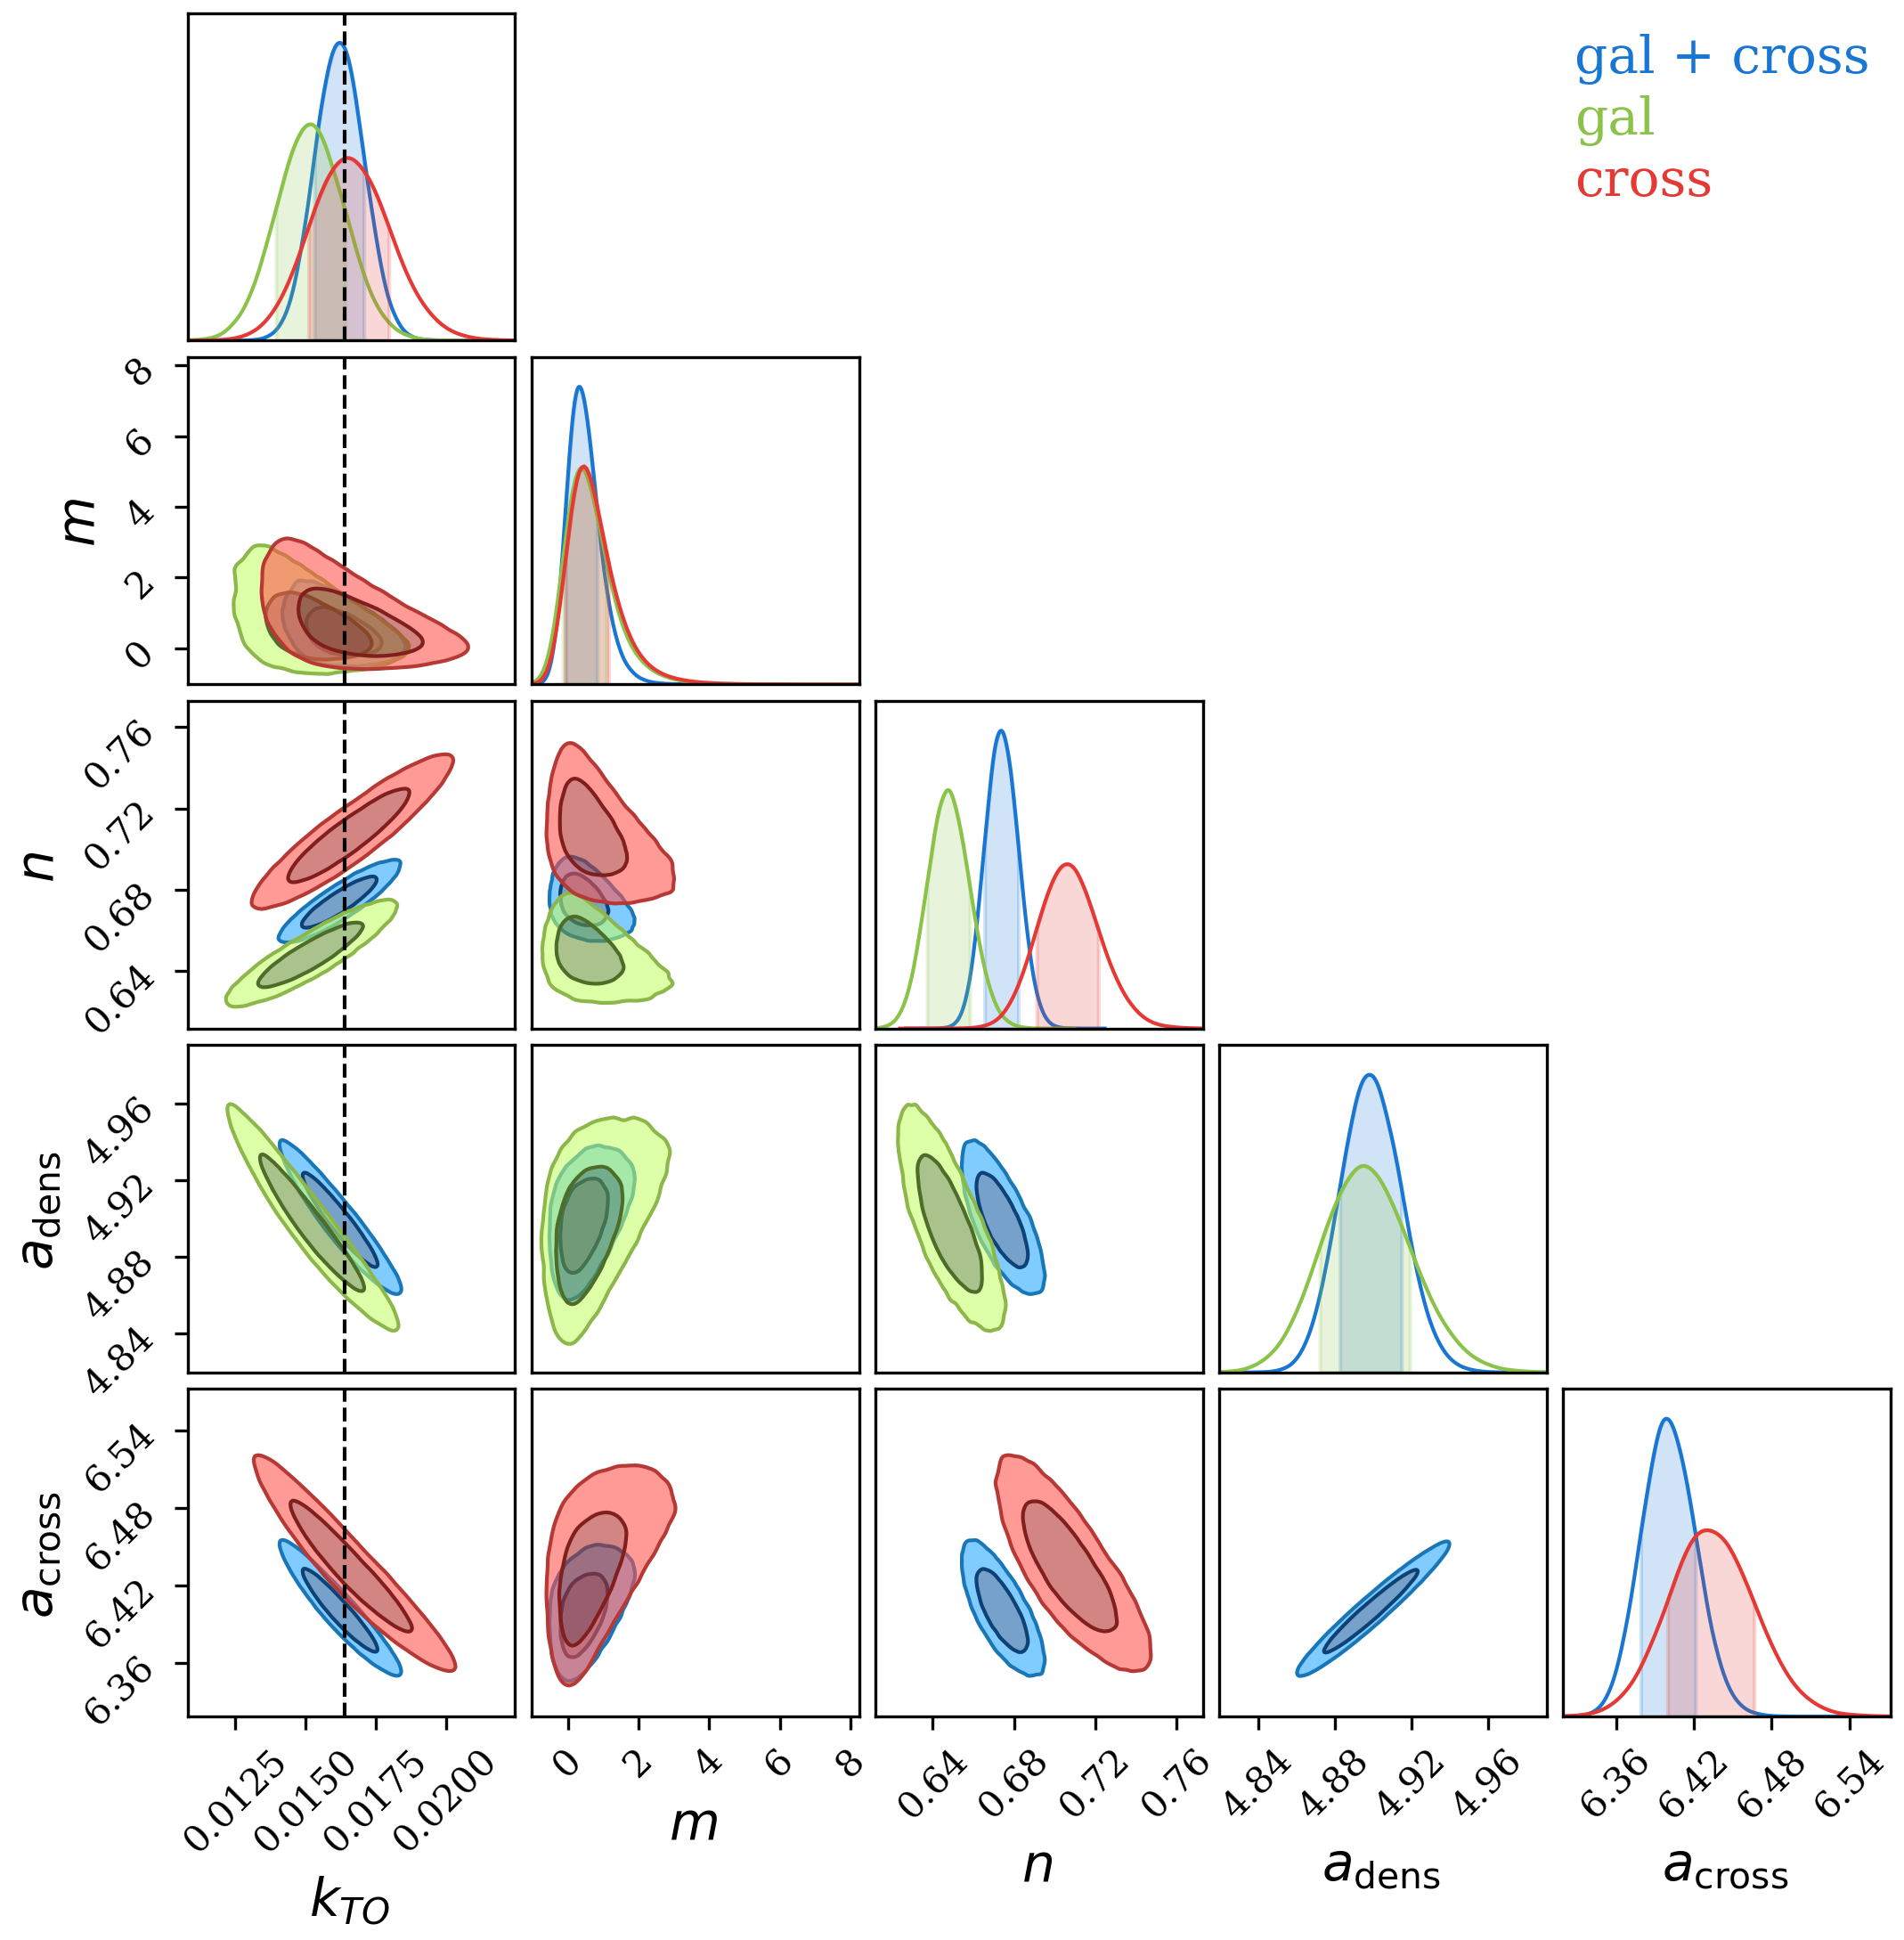 gal + cross
gal
cross
8
6
4
2
0
m
0.76
0.72
0.68
0.64
n
4.96
4.92
4.88
4.84
a_dens
6.54
6.48
6.42
6.36
a_cross
0.0125 0.0150 0.0175 0.0200
k_TO
0 2 4 6 8
m
0.64 0.68 0.72 0.76
n
4.84 4.88 4.92 4.96
a_dens
6.36 6.42 6.48 6.54
a_cross